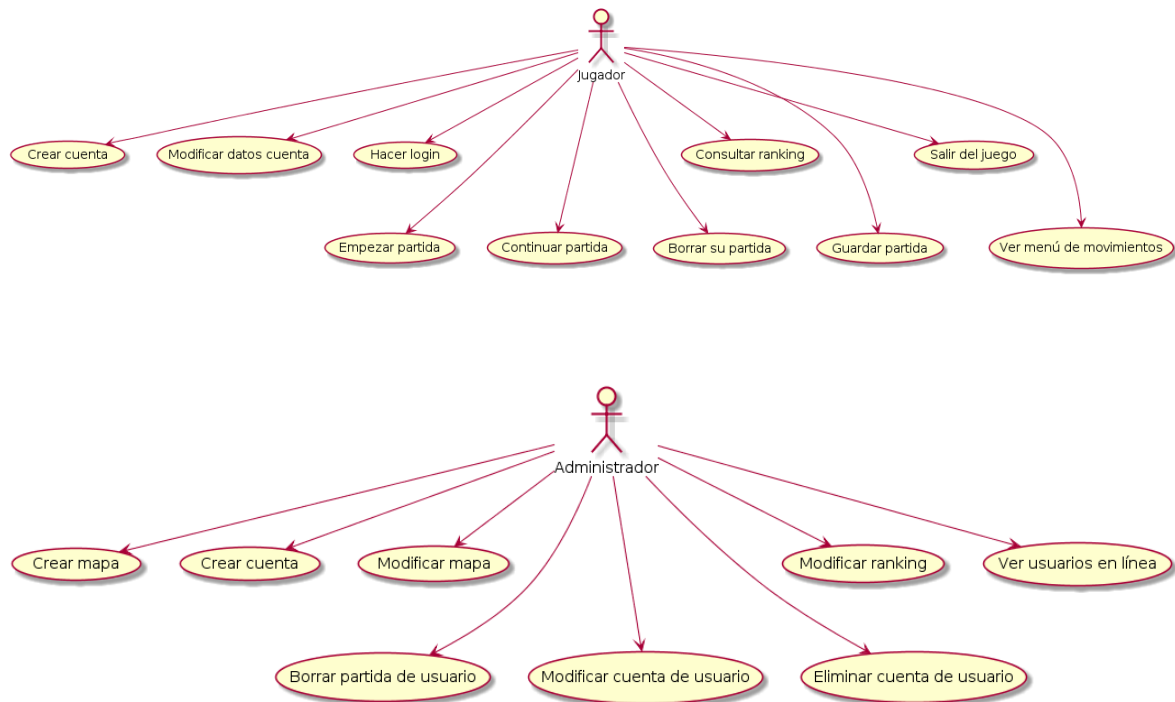 Jugador
Crear cuenta
Modificar datos cuenta
Hacer login
Consultar ranking
Salir del juego
Empezar partida
Continuar partida
Borrar su partida
Guardar partida
Ver menú de movimientos
Administrador
Crear mapa
Crear cuenta
Modificar mapa
Modificar ranking
Ver usuarios en línea
Borrar partida de usuario
Modificar cuenta de usuario
Eliminar cuenta de usuario